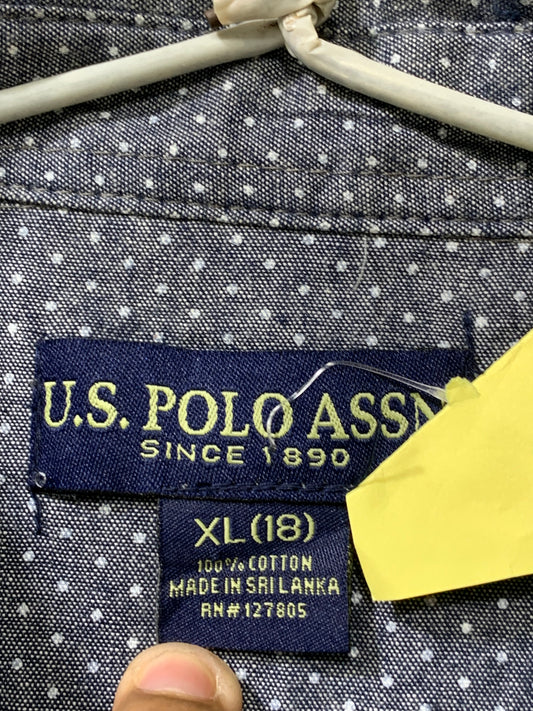 U.S. POLO ASSN
SINCE 1890
XL(18)
100% COTTON
MADE IN SRI LANKA
RN#127805